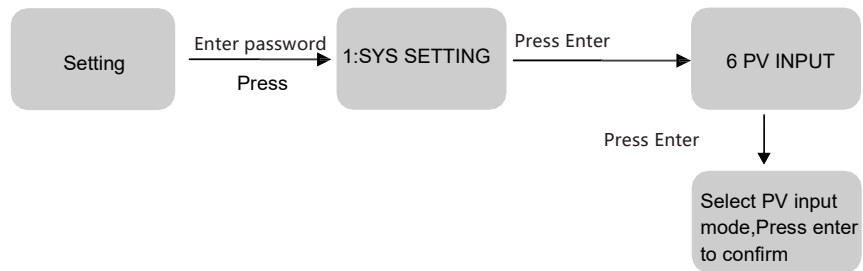 Setting
Enter password
Press
1:SYS SETTING
Press Enter
6 PV INPUT
Press Enter
Select PV input
mode,Press enter
to confirm